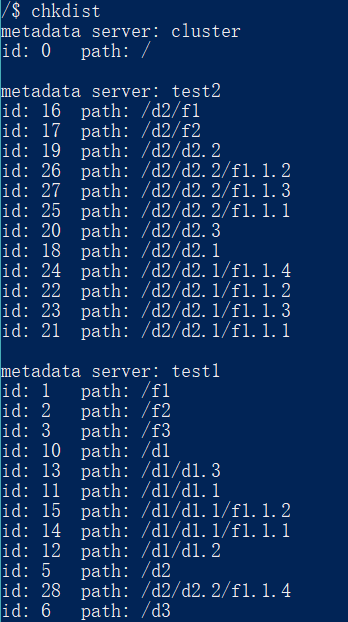 /$ chkdist
metadata server: cluster
id: 0 path: /
metadata server: test2
id: 16 path: /d2/f1
id: 17 path: /d2/f2
id: 19 path: /d2/d2.2
id: 26 path: /d2/d2.2/f1.1.2
id: 27 path: /d2/d2.2/f1.1.3
id: 25 path: /d2/d2.2/f1.1.1
id: 20 path: /d2/d2.3
id: 18 path: /d2/d2.1
id: 24 path: /d2/d2.1/f1.1.4
id: 22 path: /d2/d2.1/f1.1.2
id: 23 path: /d2/d2.1/f1.1.3
id: 21 path: /d2/d2.1/f1.1.1
metadata server: test1
id: 1 path: /f1
id: 2 path: /f2
id: 3 path: /f3
id: 10 path: /d1
id: 13 path: /d1/d1.3
id: 11 path: /d1/d1.1
id: 15 path: /d1/d1.1/f1.1.2
id: 14 path: /d1/d1.1/f1.1.1
id: 12 path: /d1/d1.2
id: 5 path: /d2
id: 28 path: /d2/d2.2/f1.1.4
id: 6 path: /d3